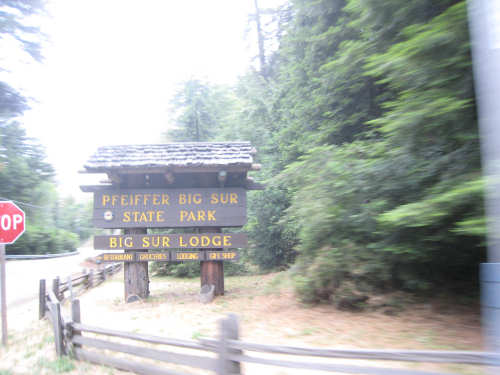 PFEIFFER BIG SUR
STATE PARK
BIG SUR LODGE
RESTAURANT GROCERIES LODGING GIFT SHOP
OP